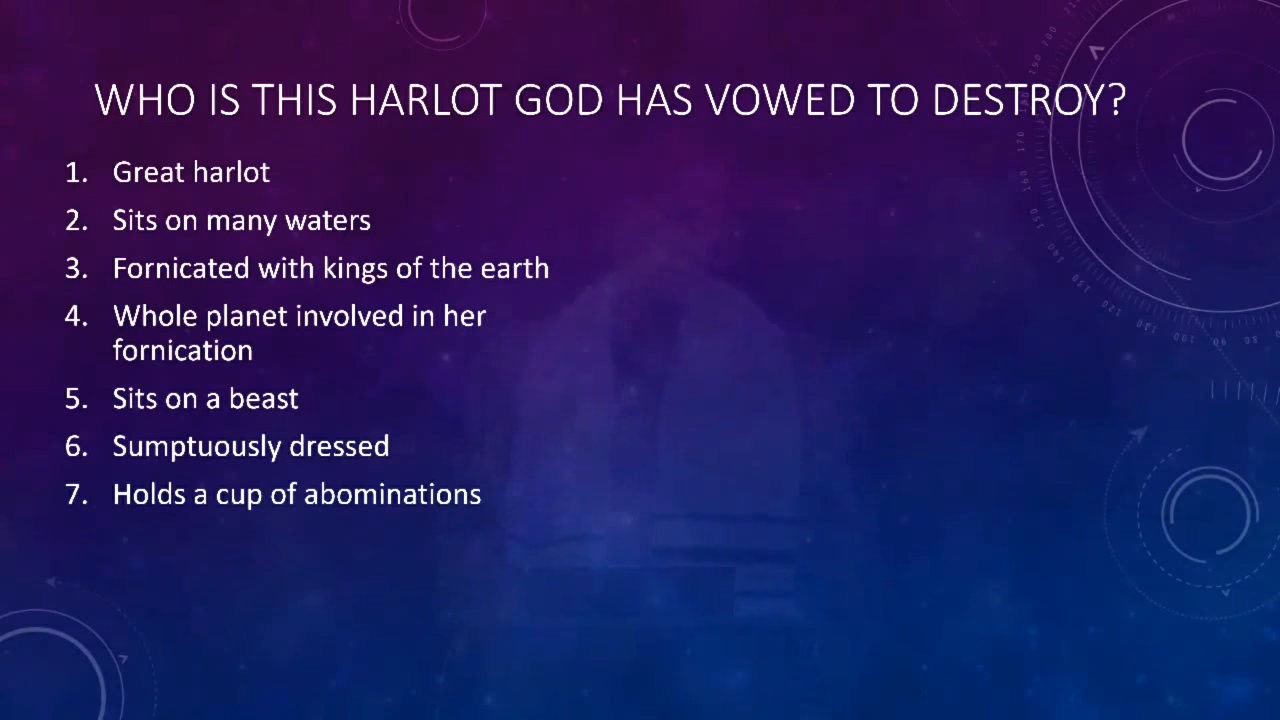 WHO IS THIS HARLOT GOD HAS VOWED TO DESTROY?
1. Great harlot
2. Sits on many waters
3. Fornicated with kings of the earth
4. Whole planet involved in her
fornication
5. Sits on a beast
6. Sumptuously dressed
7. Holds a cup of abominations